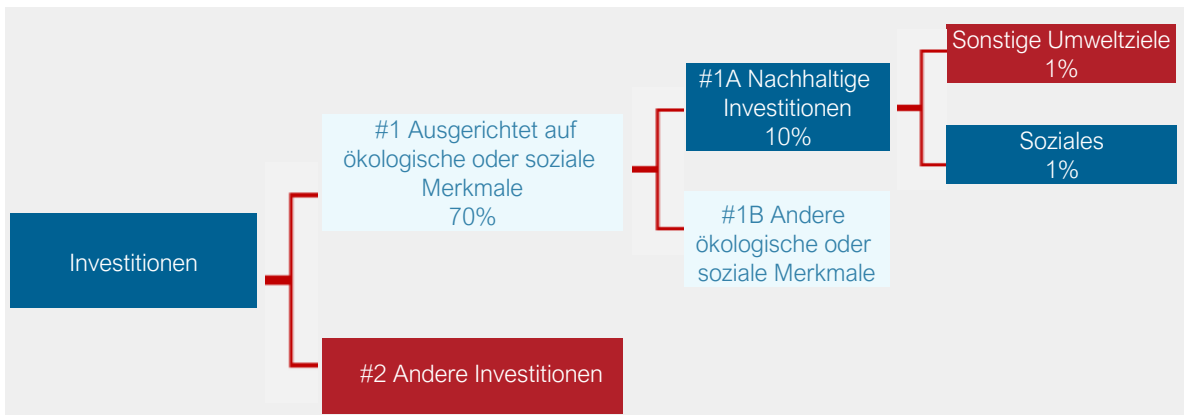 Investitionen
#1 Ausgerichtet auf
ökologische oder soziale
Merkmale
70%
#2 Andere Investitionen
#1A Nachhaltige
Investitionen
10%
#1B Andere
ökologische oder
soziale Merkmale
Sonstige Umweltziele
1%
Soziales
1%